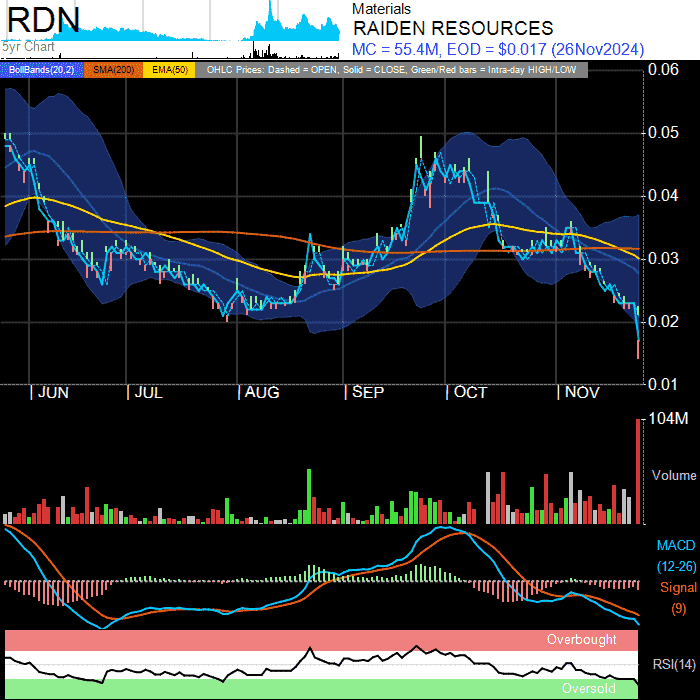 RDN
5yr Chart
Materials
RAIDEN RESOURCES
MC = 55.4M, EOD = $0.017 (26Nov2024)
BollBands(20,2) SMA(200) EMA(50) OHLC Prices: Dashed = OPEN, Solid = CLOSE, Green/Red bars = Intra-day HIGH/LOW
0.06
0.05
0.04
0.03
0.02
0.01
JUN JUL AUG SEP OCT NOV
104M
Volume
MACD
(12-26)
Signal
(9)
Overbought
RSI(14)
Oversold